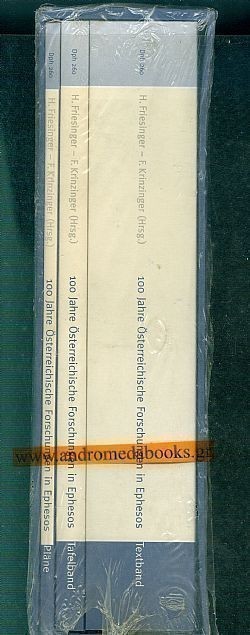 Dph 260
H. Friesinger – F. Krinzinger (Hrsg.)
100 Jahre Österreichische Forschungen in Ephesos
Pläne
Dph 260
H. Friesinger – F. Krinzinger (Hrsg.)
100 Jahre Österreichische Forschungen in Ephesos
Tafelband
Dph 260
H. Friesinger – F. Krinzinger (Hrsg.)
100 Jahre Österreichische Forschungen in Ephesos
Textband
www.andromedabooks.gr